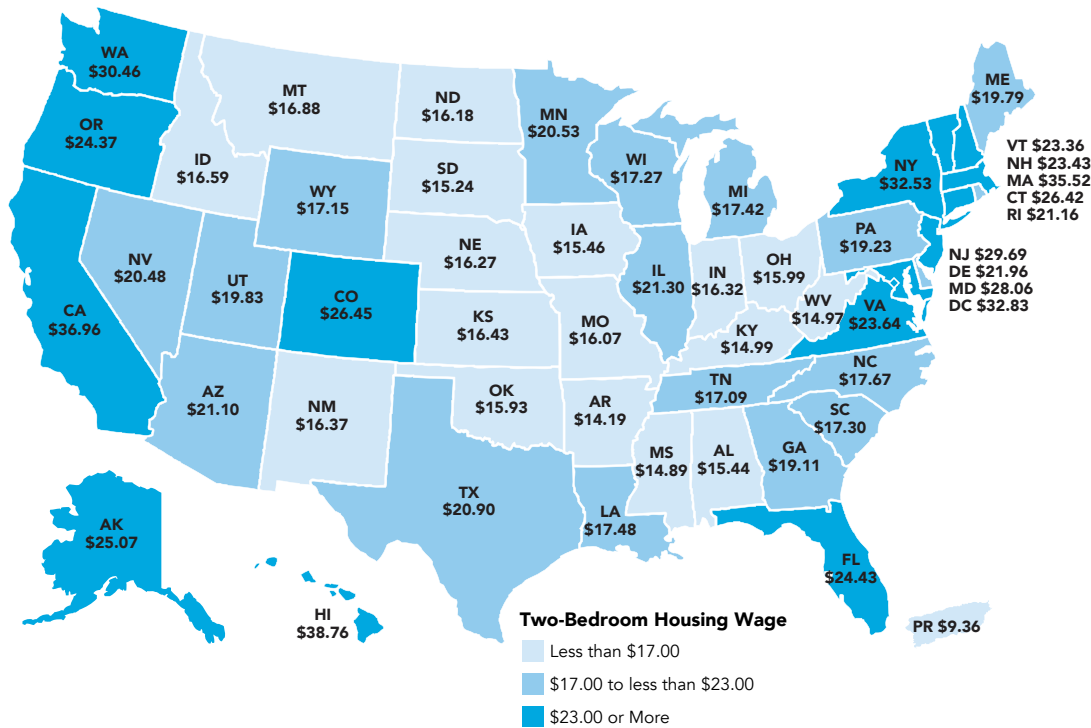 WA
$30.46
OR
$24.37
CA
$36.96
ID
$16.59
MT
$16.88
ND
$16.18
SD
$15.24
WY
$17.15
NV
$20.48
UT
$19.83
CO
$26.45
NE
$16.27
KS
$16.43
AZ
$21.10
NM
$16.37
OK
$15.93
TX
$20.90
MN
$20.53
IA
$15.46
MO
$16.07
AR
$14.19
LA
$17.48
WI
$17.27
IL
$21.30
MI
$17.42
IN
$16.32
OH
$15.99
KY
$14.99
WV
$14.97
TN
$17.09
MS
$14.89
AL
$15.44
GA
$19.11
FL
$24.43
SC
$17.30
NC
$17.67
VA
$23.64
PA
$19.23
NY
$32.53
ME
$19.79
VT $23.36
NH $23.43
MA $35.52
CT $26.42
RI $21.16
NJ $29.69
DE $21.96
MD $28.06
DC $32.83
AK
$25.07
HI
$38.76
PR $9.36
Two-Bedroom Housing Wage
Less than $17.00
$17.00 to less than $23.00
$23.00 or More